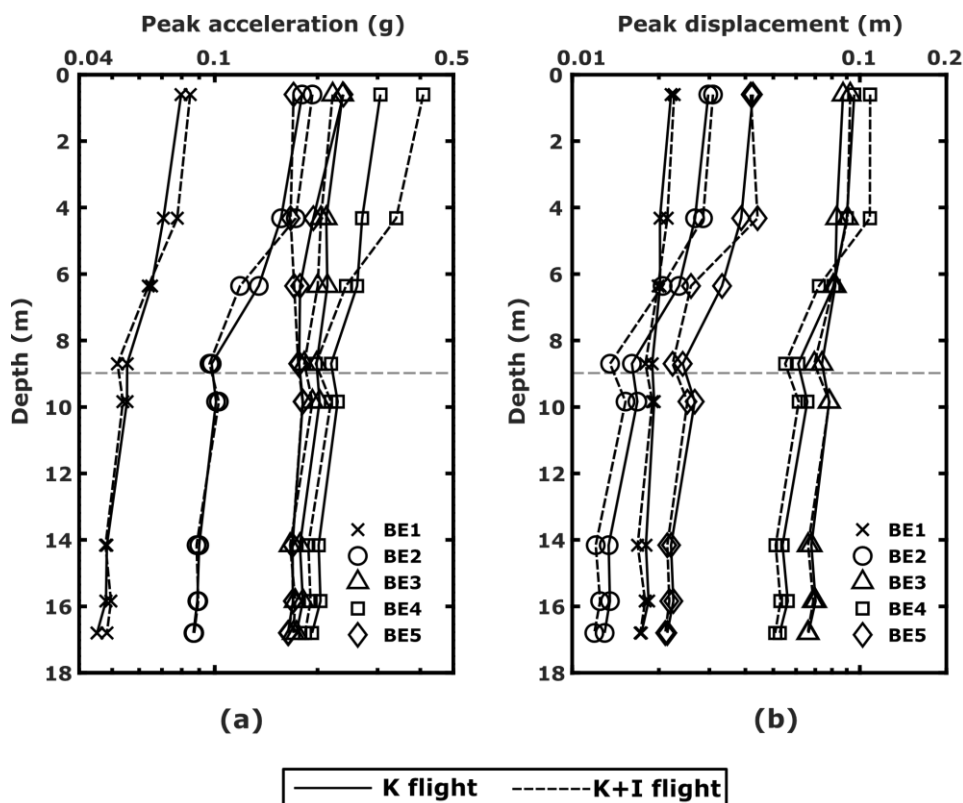 Peak acceleration (g)
0.04 0.1 0.5
0
2
4
6
8
10
12
14
16
18
Depth (m)
BE1
BE2
BE3
BE4
BE5
(a)
Peak displacement (m)
0.01 0.1 0.2
0
2
4
6
8
10
12
14
16
18
Depth (m)
BE1
BE2
BE3
BE4
BE5
(b)
K flight K+I flight